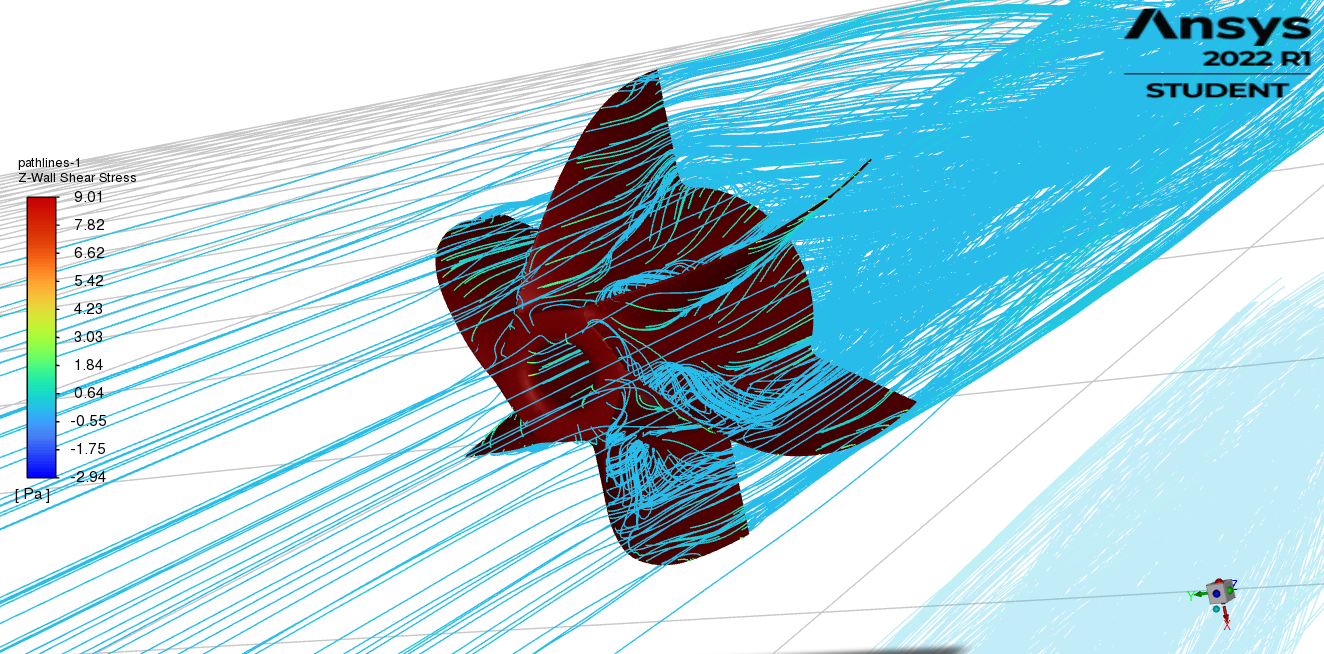 Ansys
2022 R1
STUDENT
pathlines-1
Z-Wall Shear Stress
9.01
7.82
6.62
5.42
4.23
3.03
1.84
0.64
-0.55
-1.75
-2.94
[ Pa ]
Z
Y
X